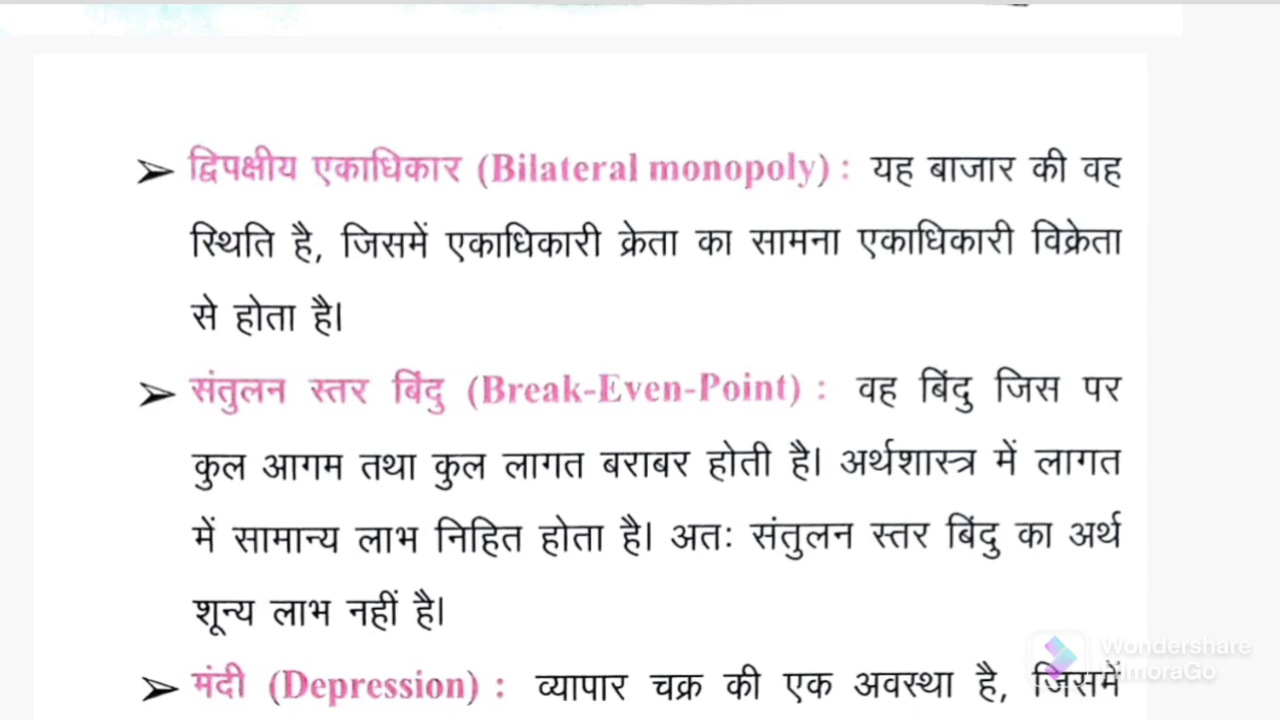 ➢ द्विपक्षीय एकाधिकार (Bilateral monopoly) : यह बाजार की वह
स्थिति है, जिसमें एकाधिकारी क्रेता का सामना एकाधिकारी विक्रेता
से होता है।
➢ संतुलन स्तर बिंदु (Break-Even-Point) : वह बिंदु जिस पर
कुल आगम तथा कुल लागत बराबर होती है। अर्थशास्त्र में लागत
में सामान्य लाभ निहित होता है। अतः संतुलन स्तर बिंदु का अर्थ
शून्य लाभ नहीं है।
➢ मंदी (Depression) : व्यापार चक्र की एक अवस्था है, जिसमें
Wondershare
FilmoraGo